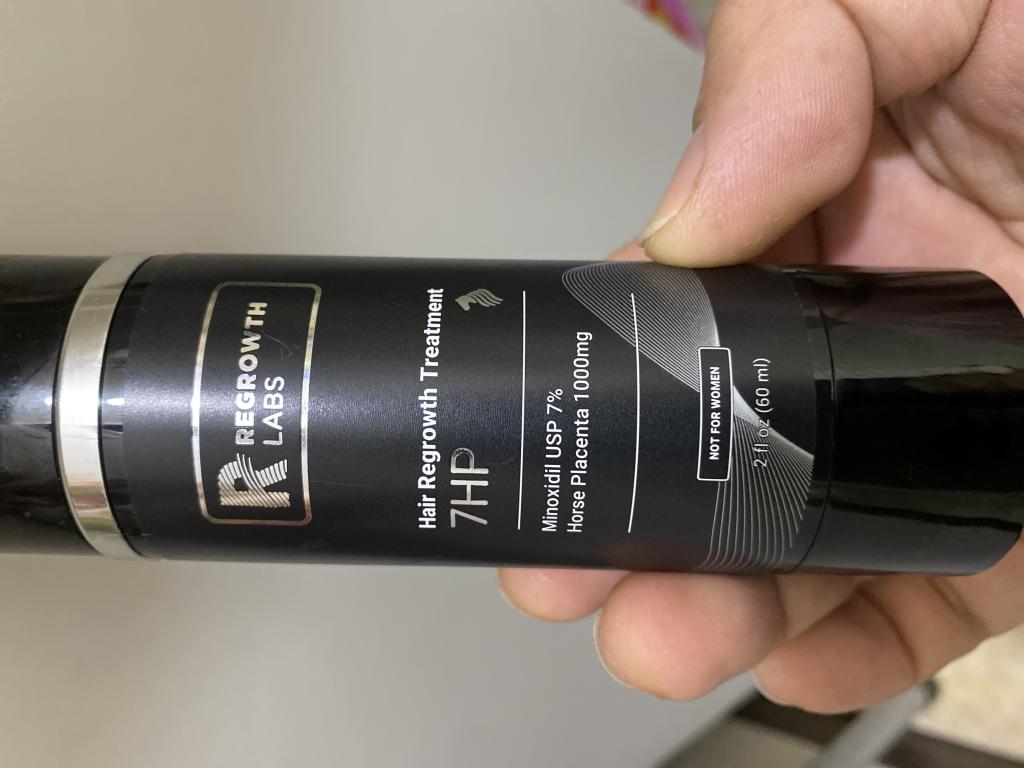 R REGROWTH
LABS
Hair Regrowth Treatment
7HP
Minoxidil USP 7%
Horse Placenta 1000mg
NOT FOR WOMEN
2 fl oz (60 ml)